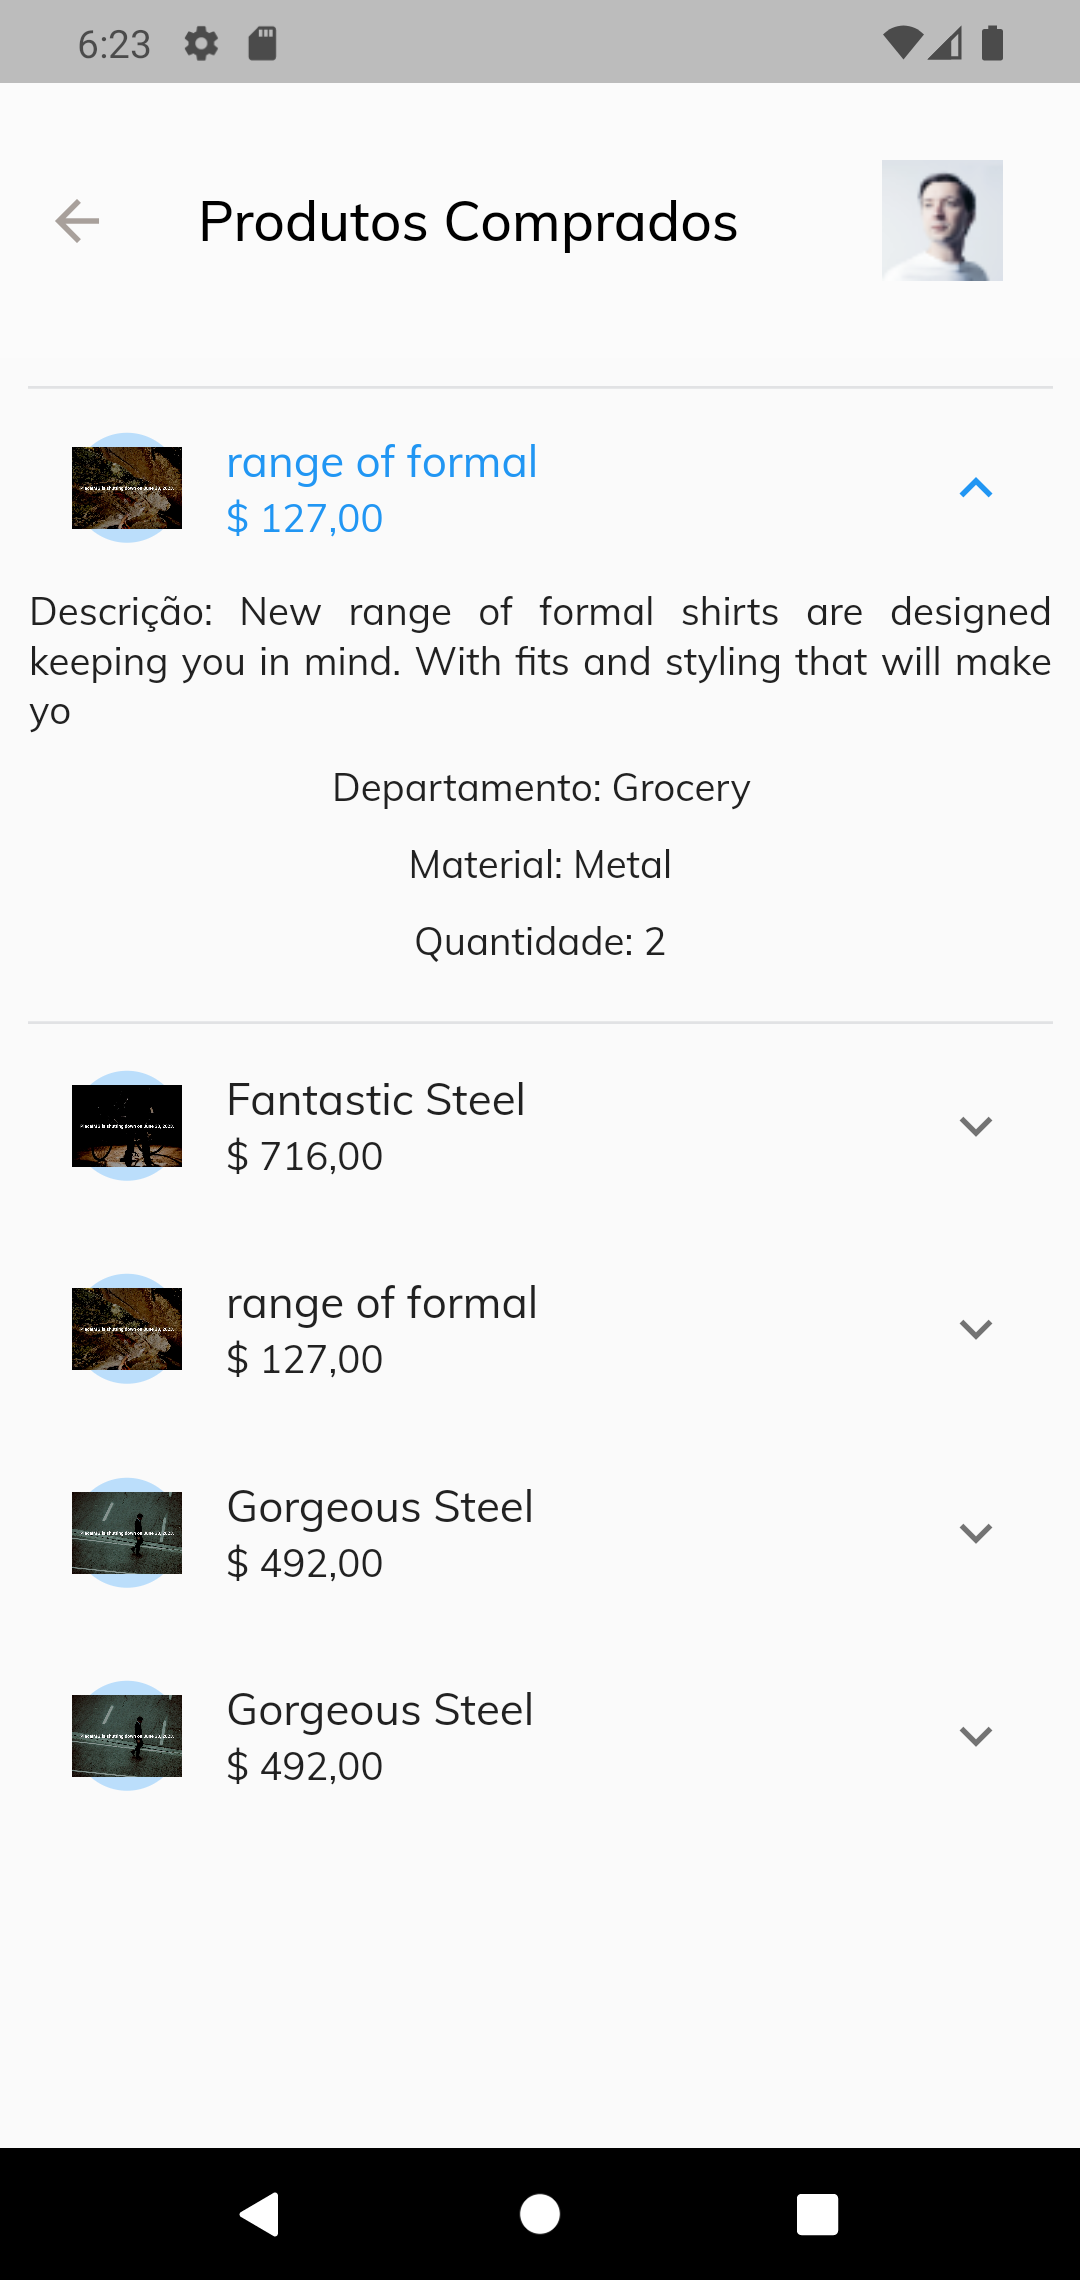 6:23
Produtos Comprados
range of formal
$ 127,00
Descrição: New range of formal shirts are designed
keeping you in mind. With fits and styling that will make
yo
Departamento: Grocery
Material: Metal
Quantidade: 2
Fantastic Steel
$ 716,00
range of formal
$ 127,00
Gorgeous Steel
$ 492,00
Gorgeous Steel
$ 492,00